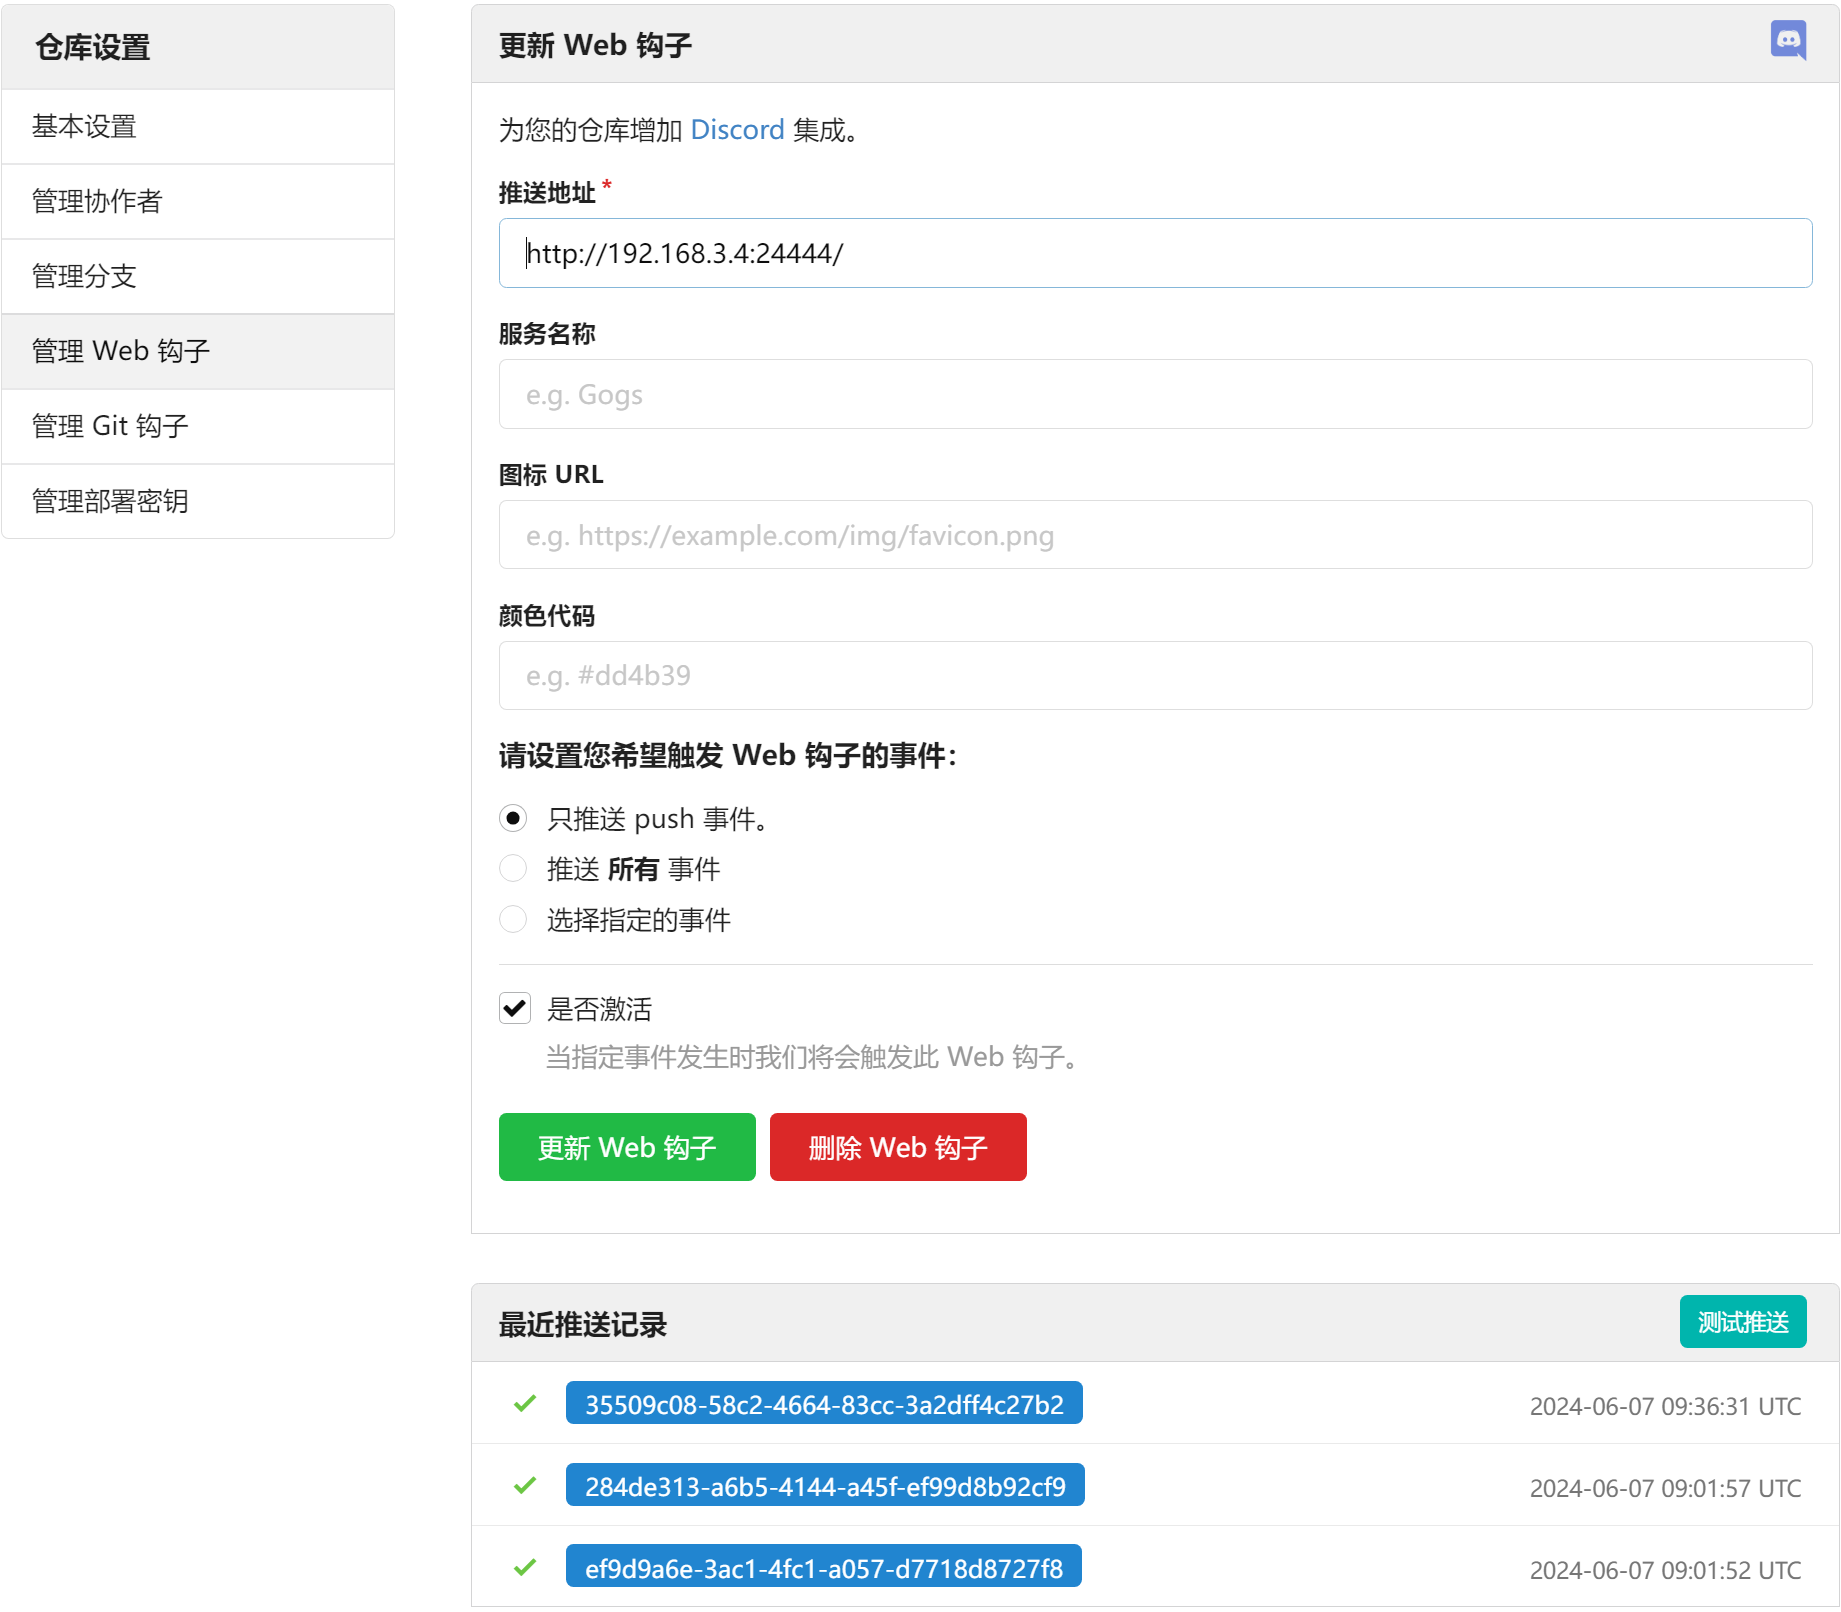 仓库设置
基本设置
管理协作者
管理分支
管理 Web 钩子
管理 Git 钩子
管理部署密钥
更新 Web 钩子
为您的仓库增加 Discord 集成。
推送地址 *
http://192.168.3.4:24444/
服务名称
e.g. Gogs
图标 URL
e.g. https://example.com/img/favicon.png
颜色代码
e.g. #dd4b39
请设置您希望触发 Web 钩子的事件：
只推送 push 事件。
推送 所有 事件
选择指定的事件
是否激活
当指定事件发生时我们将会触发此 Web 钩子。
更新 Web 钩子 删除 Web 钩子
最近推送记录 测试推送
35509c08-58c2-4664-83cc-3a2dff4c27b2 2024-06-07 09:36:31 UTC
284de313-a6b5-4144-a45f-ef99d8b92cf9 2024-06-07 09:01:57 UTC
ef9d9a6e-3ac1-4fc1-a057-d7718d8727f8 2024-06-07 09:01:52 UTC